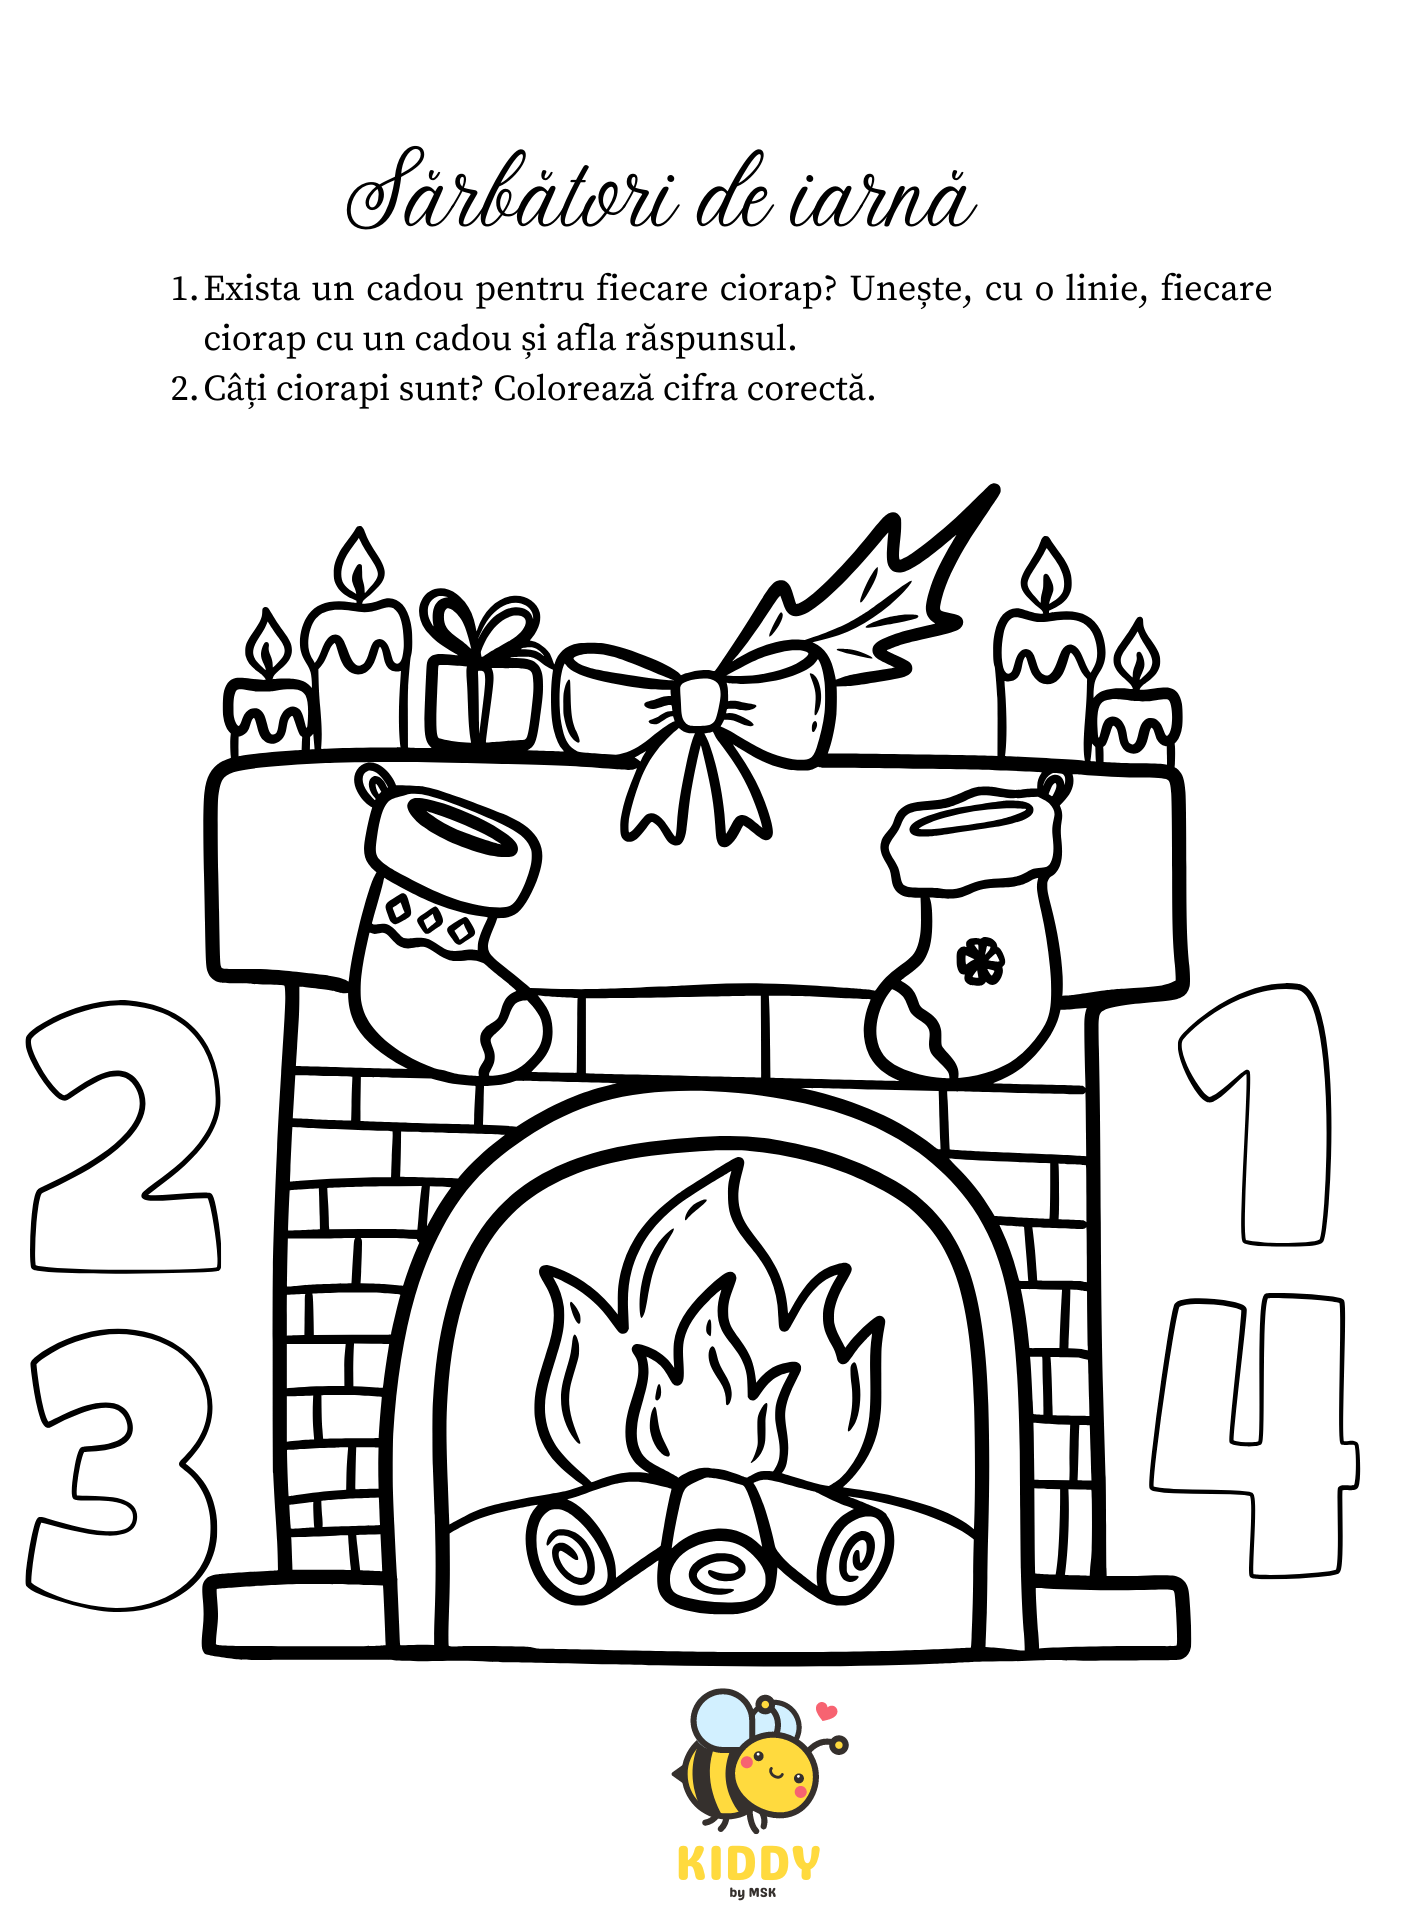 Sărbători de iarnă
1. Exista un cadou pentru fiecare ciorap? Unește, cu o linie, fiecare
ciorap cu un cadou și afla răspunsul.
2. Câți ciorapi sunt? Colorează cifra corectă.
2
1
3
4
KIDDY
by MSK